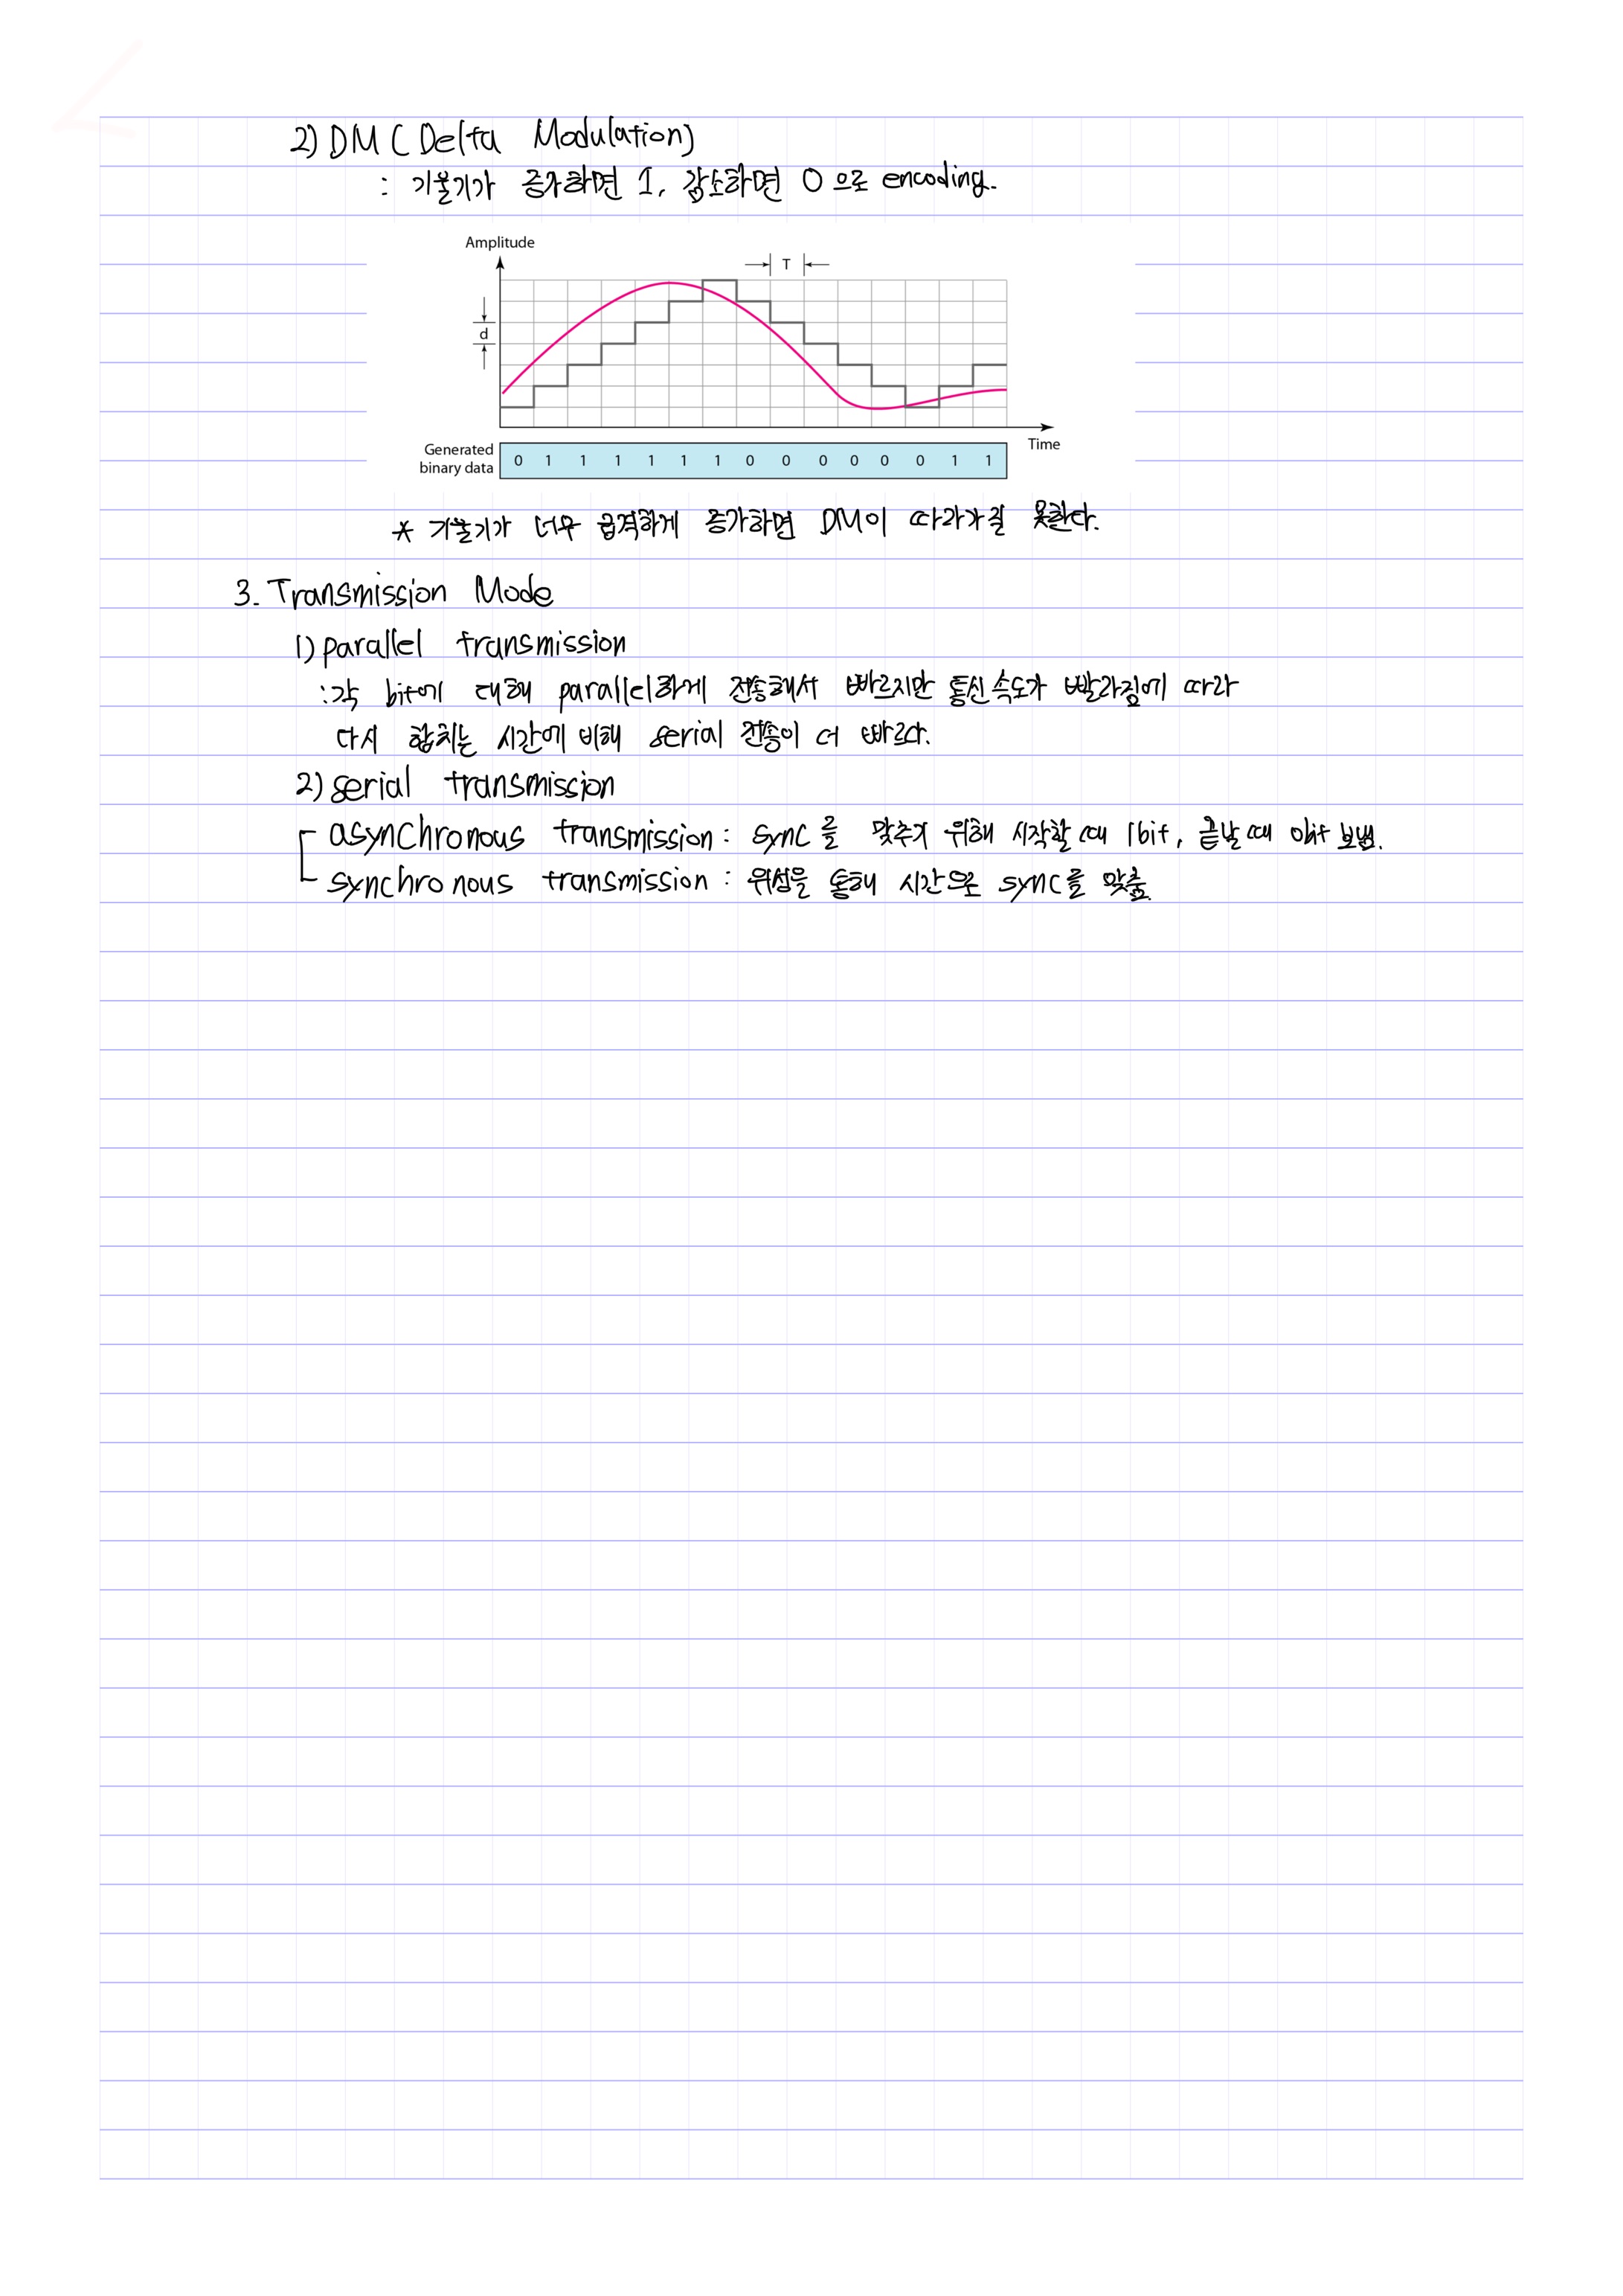 2) DM ( Delta Modulation)
: 기울기가 증가하면 1, 감소하면 0 으로 encoding.
Amplitude
T
d
Time
Generated
binary data
0 1 1 1 1 1 1 0 0 0 0 0 0 1 1
* 기울기가 너무 급격하게 증가하면 DM이 따라가질 못한다.
3. Transmission Mode
1) parallel transmission
: 각 bit에 대해 parallel하게 전송해서 빠르지만 통신 속도가 빨라짐에 따라
다시 합치는 시간에 비해 serial 전송이 더 빠르다.
2) serial transmission
asynchronous transmission : sync를 맞추기 위해 시작할 때 1bit, 끝날 때 0bit 보냄.
synchronous transmission : 위성을 통해 시간으로 sync를 맞춤.